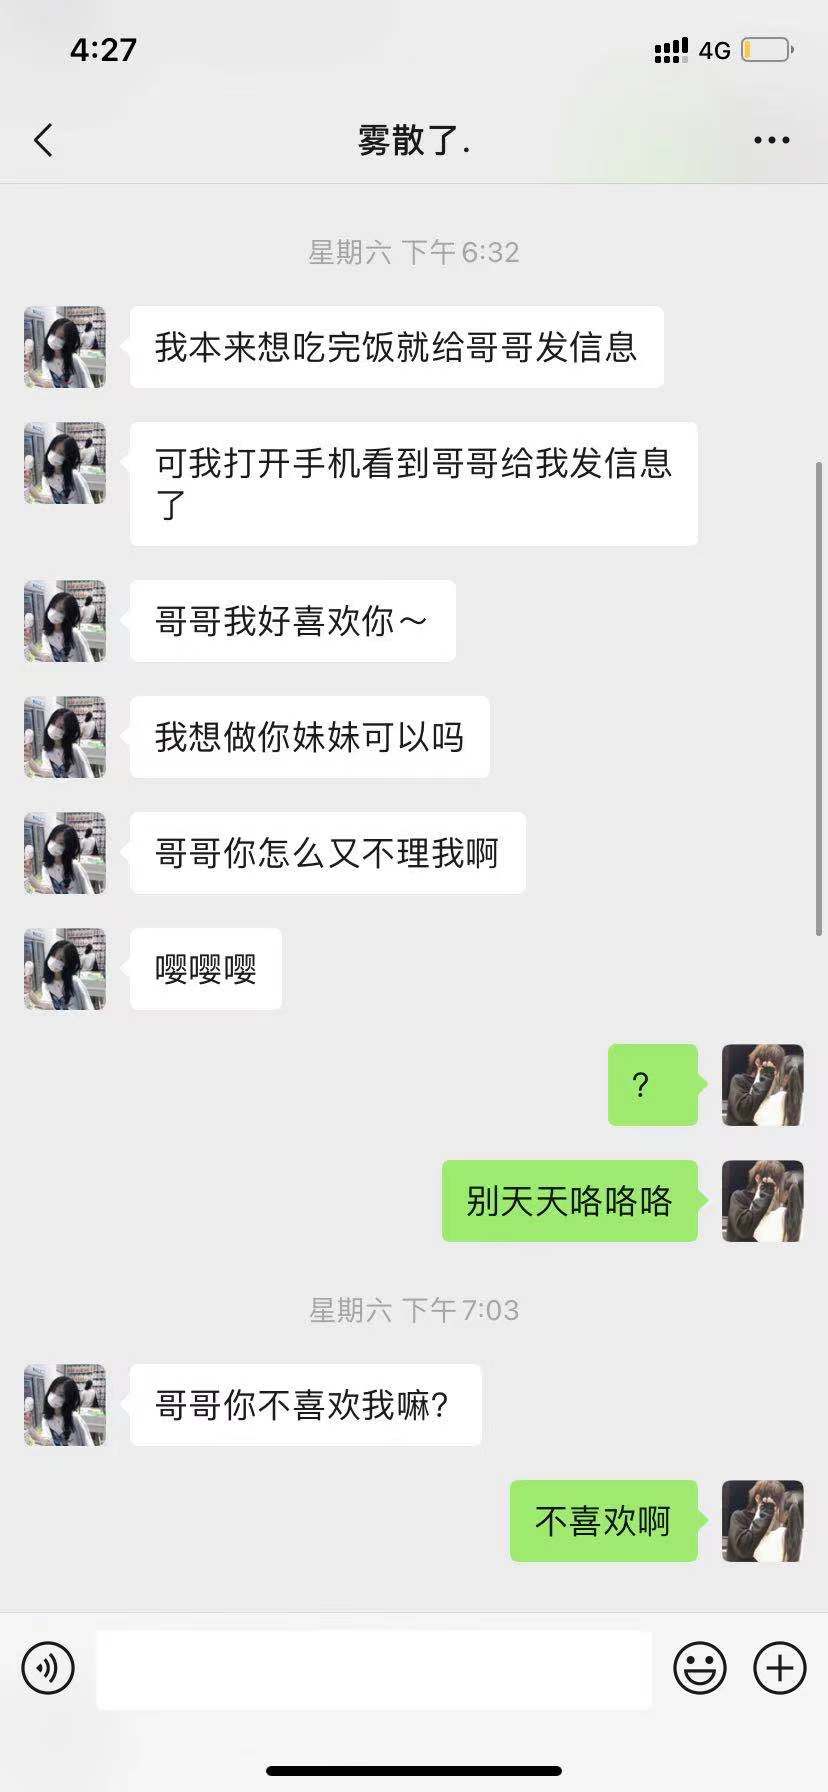 4:27
4G
雾散了.
星期六 下午6:32
我本来想吃完饭就给哥哥发信息
可我打开手机看到哥哥给我发信息
了
哥哥我好喜欢你～
我想做你妹妹可以吗
哥哥你怎么又不理我啊
嘤嘤嘤
?
别天天咯咯咯
星期六 下午7:03
哥哥你不喜欢我嘛?
不喜欢啊